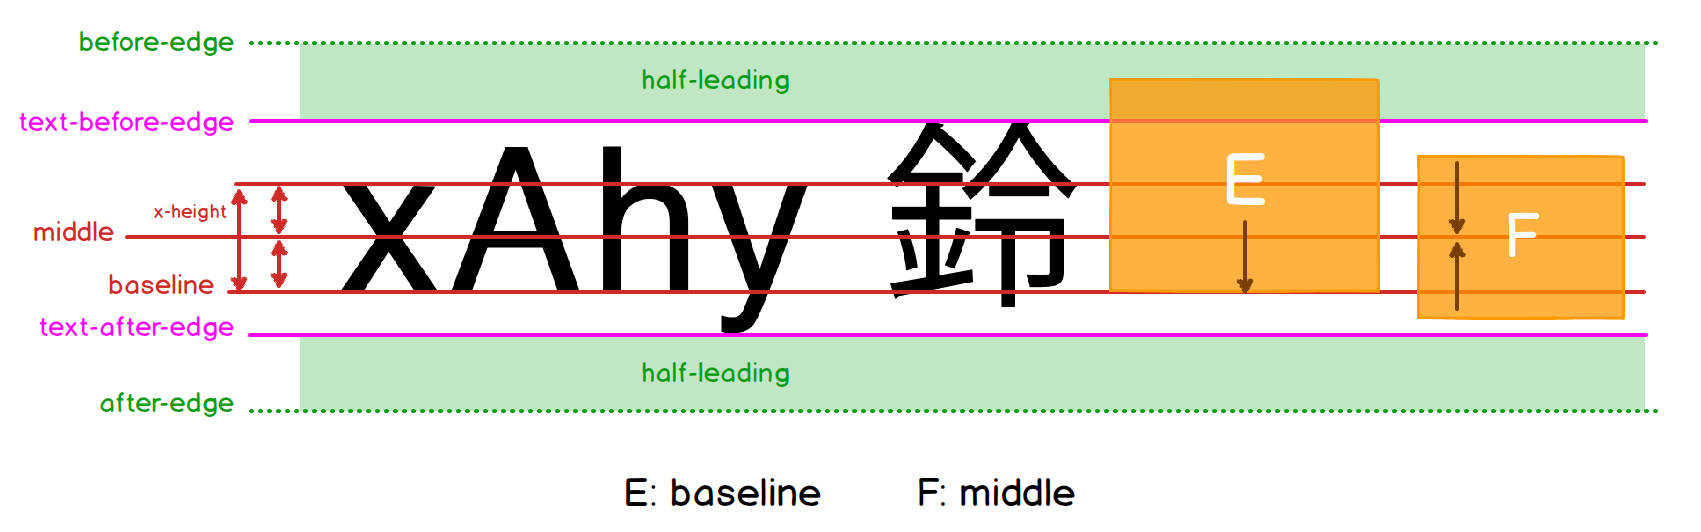 before-edge
half-leading
text-before-edge
xAhy 鈴
E
x-height
F
middle
baseline
text-after-edge
half-leading
after-edge
E: baseline F: middle